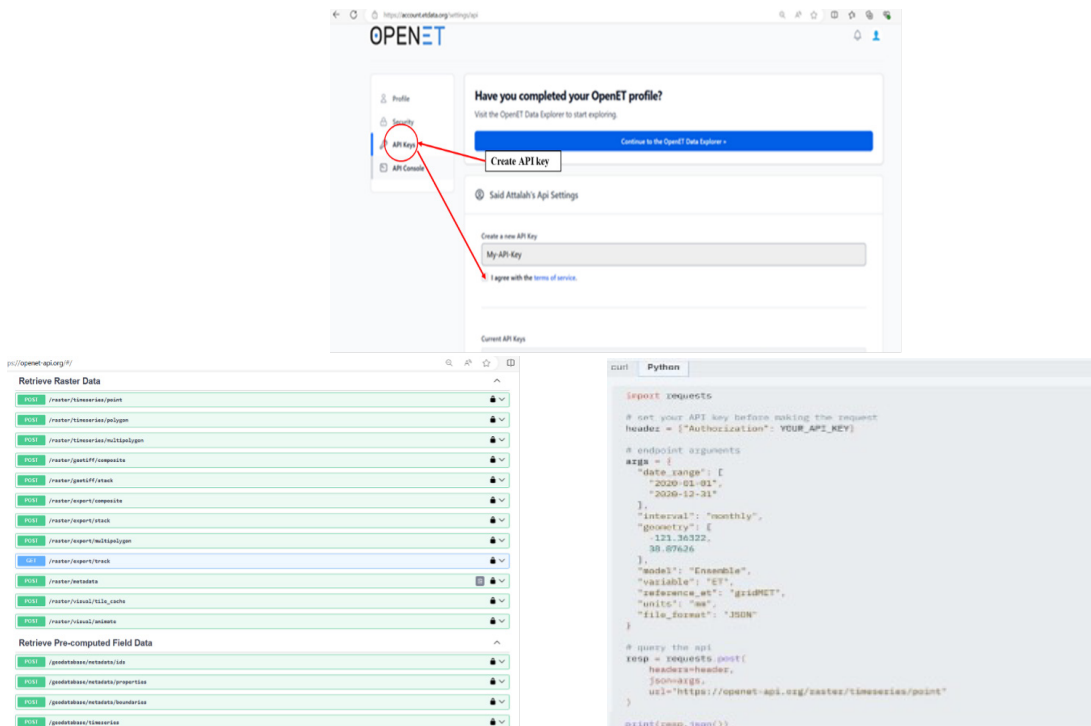 https://account.etdata.org/settings/api
OPENET
Profile
Security
API Keys
API Console
Have you completed your OpenET profile?
Visit the OpenET Data Explorer to start exploring.
Continue to the OpenET Data Explorer »
Create API key
Said Attalah's Api Settings
Create a new API Key
My-API-Key
I agree with the terms of service.
Current API Keys
ps://openet-api.org/#/
Retrieve Raster Data
POST /raster/timeseries/point
POST /raster/timeseries/polygon
POST /raster/timeseries/multipolygon
POST /raster/geotiff/composite
POST /raster/geotiff/stack
POST /raster/export/composite
POST /raster/export/stack
POST /raster/export/multipolygon
GET /raster/export/track
POST /raster/metadata
POST /raster/visual/tile_cache
POST /raster/visual/animate
Retrieve Pre-computed Field Data
POST /geodatabase/metadata/ids
POST /geodatabase/metadata/properties
POST /geodatabase/metadata/boundaries
POST /geodatabase/timeseries
curl Python
import requests
# set your API key before making the request
header = {"Authorization": YOUR_API_KEY}
# endpoint arguments
args = {
"date_range": [
"2020-01-01",
"2020-12-31"
],
"interval": "monthly",
"geometry": [
-121.36322,
38.87626
],
"model": "Ensemble",
"variable": "ET",
"reference_et": "gridMET",
"units": "mm",
"file_format": "JSON"
}
# query the api
resp = requests.post(
headers=header,
json=args,
url="https://openet-api.org/raster/timeseries/point"
)
print(resp.json())